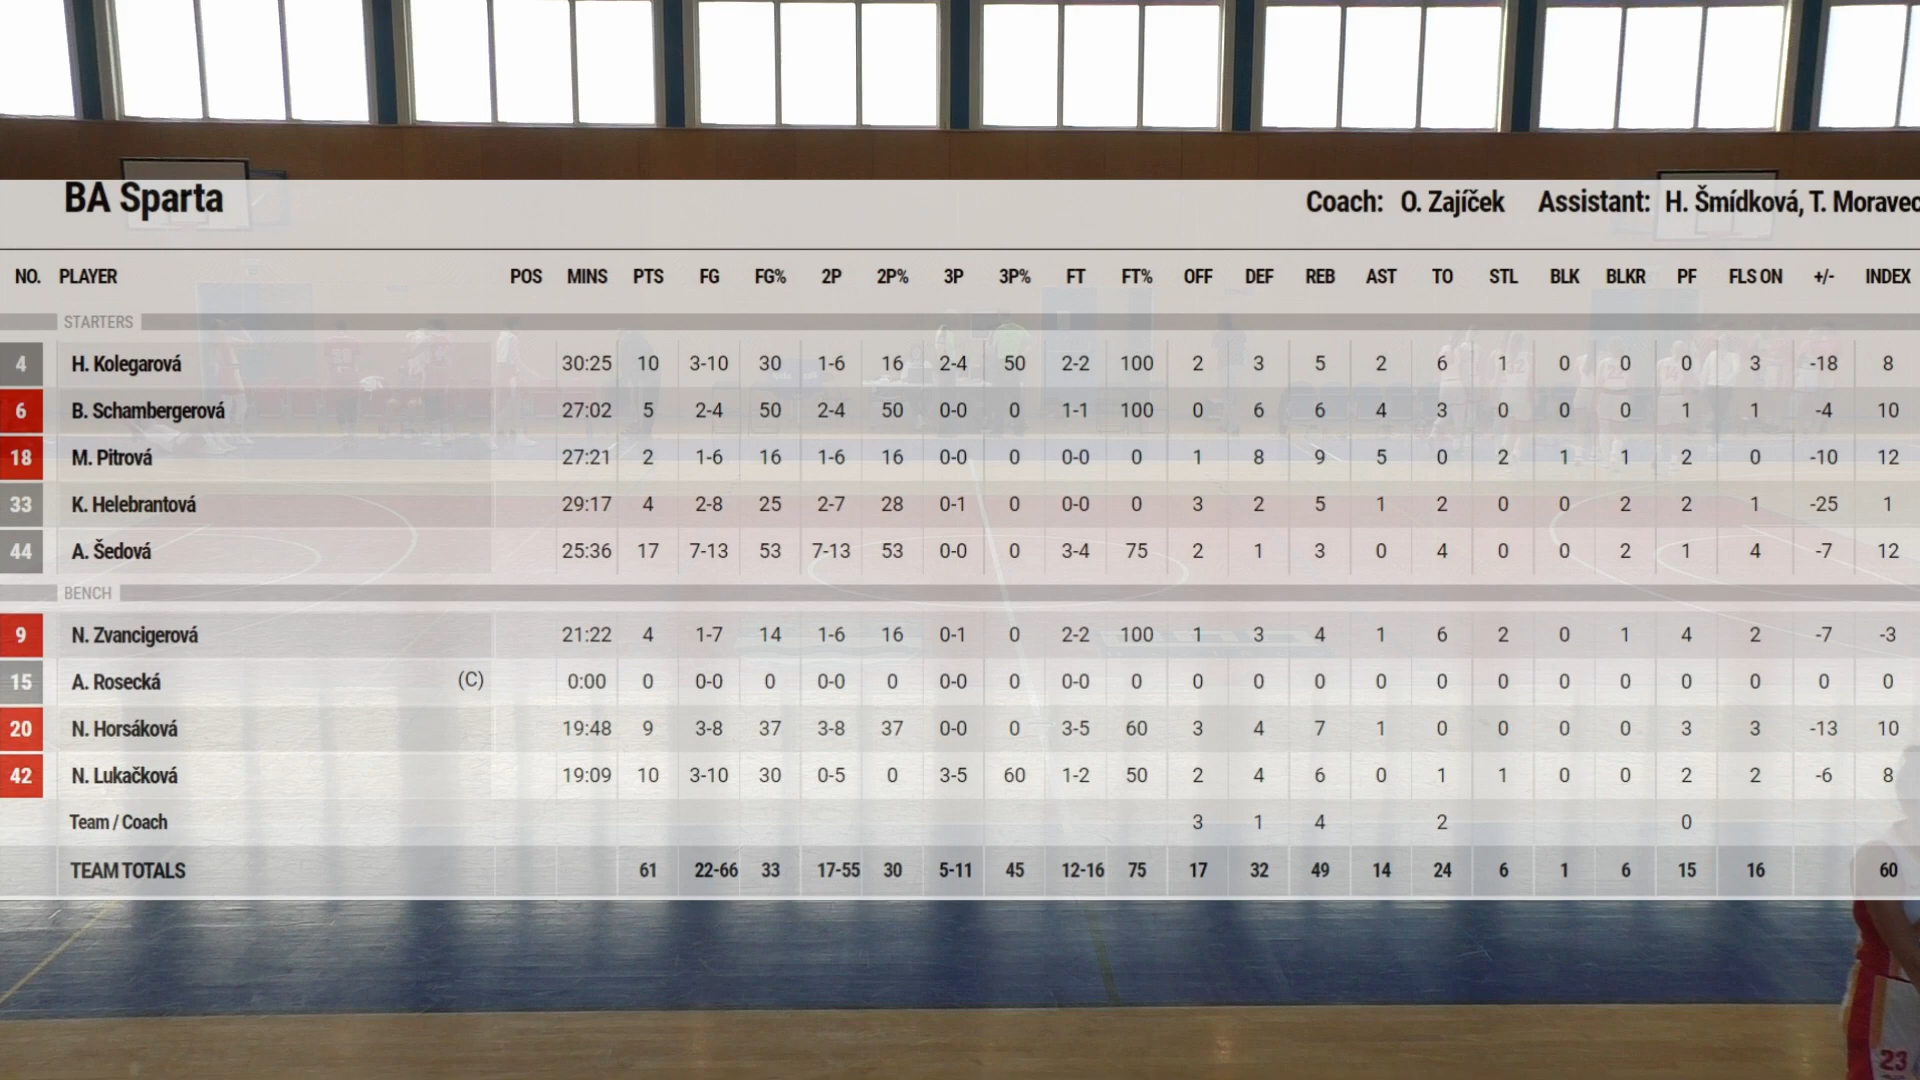 BA Sparta Coach: O. Zajíček Assistant: H. Šmídková, T. Moravec
NO. PLAYER POS MINS PTS FG FG% 2P 2P% 3P 3P% FT FT% OFF DEF REB AST TO STL BLK BLKR PF FLS ON +/- INDEX
STARTERS
4 H. Kolegarová 30:25 10 3-10 30 1-6 16 2-4 50 2-2 100 2 3 5 2 6 1 0 0 0 3 -18 8
6 B. Schambergerová 27:02 5 2-4 50 2-4 50 0-0 0 1-1 100 0 6 6 4 3 0 0 0 1 1 -4 10
18 M. Pitrová 27:21 2 1-6 16 1-6 16 0-0 0 0-0 0 1 8 9 5 0 2 1 1 2 0 -10 12
33 K. Helebrantová 29:17 4 2-8 25 2-7 28 0-1 0 0-0 0 3 2 5 1 2 0 0 2 2 1 -25 1
44 A. Šedová 25:36 17 7-13 53 7-13 53 0-0 0 3-4 75 2 1 3 0 4 0 0 2 1 4 -7 12
BENCH
9 N. Zvancigerová 21:22 4 1-7 14 1-6 16 0-1 0 2-2 100 1 3 4 1 6 2 0 1 4 2 -7 -3
15 A. Rosecká (C) 0:00 0 0-0 0 0-0 0 0-0 0 0-0 0 0 0 0 0 0 0 0 0 0 0 0 0
20 N. Horsáková 19:48 9 3-8 37 3-8 37 0-0 0 3-5 60 3 4 7 1 0 0 0 0 3 3 -13 10
42 N. Lukačková 19:09 10 3-10 30 0-5 0 3-5 60 1-2 50 2 4 6 0 1 1 0 0 2 2 -6 8
Team / Coach 3 1 4 2 0
TEAM TOTALS 61 22-66 33 17-55 30 5-11 45 12-16 75 17 32 49 14 24 6 1 6 15 16 60
23